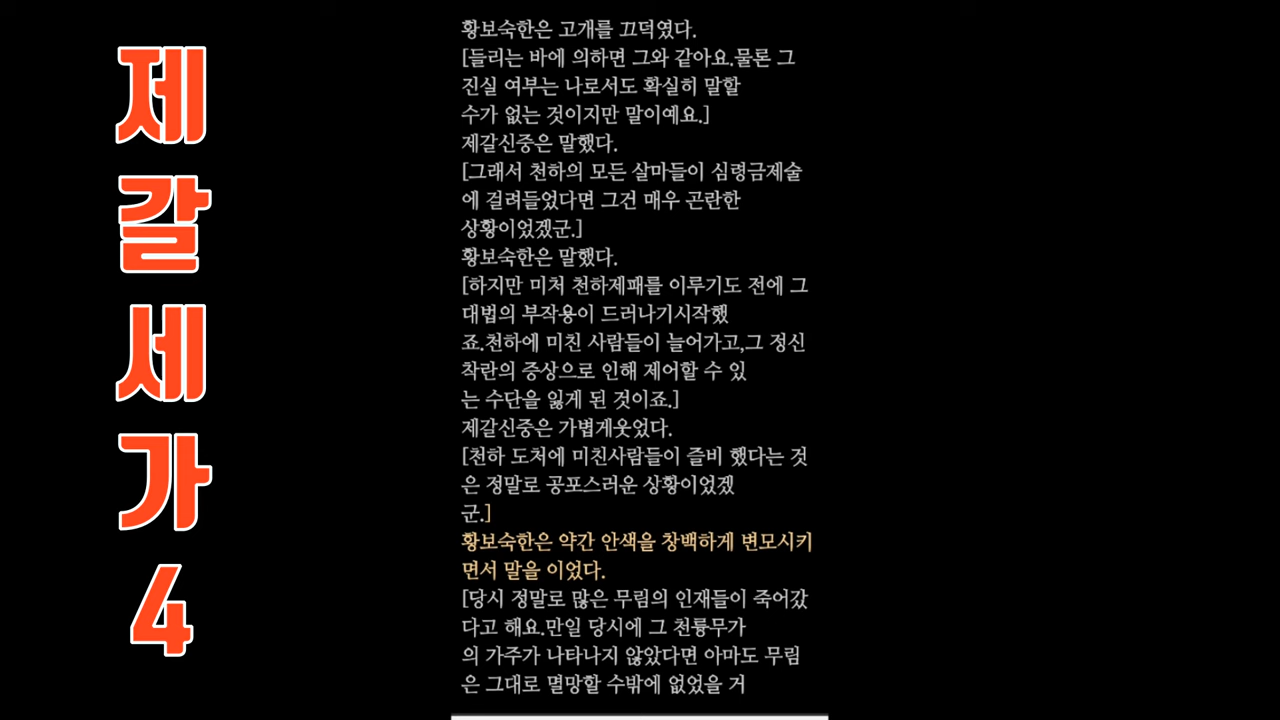 제
갈
세
가
4
황보숙한은 고개를 끄덕였다.
[들리는 바에 의하면 그와 같아요.물론 그
진실 여부는 나로서도 확실히 말할
수가 없는 것이지만 말이예요.]
제갈신중은 말했다.
[그래서 천하의 모든 살마들이 심령금제술
에 걸려들었다면 그건 매우 곤란한
상황이었겠군.]
황보숙한은 말했다.
[하지만 미처 천하제패를 이루기도 전에 그
대법의 부작용이 드러나기시작했
죠.천하에 미친 사람들이 늘어가고,그 정신
착란의 증상으로 인해 제어할 수 있
는 수단을 잃게 된 것이죠.]
제갈신중은 가볍게웃었다.
[천하 도처에 미친사람들이 즐비 했다는 것
은 정말로 공포스러운 상황이었겠
군.]
황보숙한은 약간 안색을 창백하게 변모시키
면서 말을 이었다.
[당시 정말로 많은 무림의 인재들이 죽어갔
다고 해요.만일 당시에 그 천륭무가
의 가주가 나타나지 않았다면 아마도 무림
은 그대로 멸망할 수밖에 없었을 거